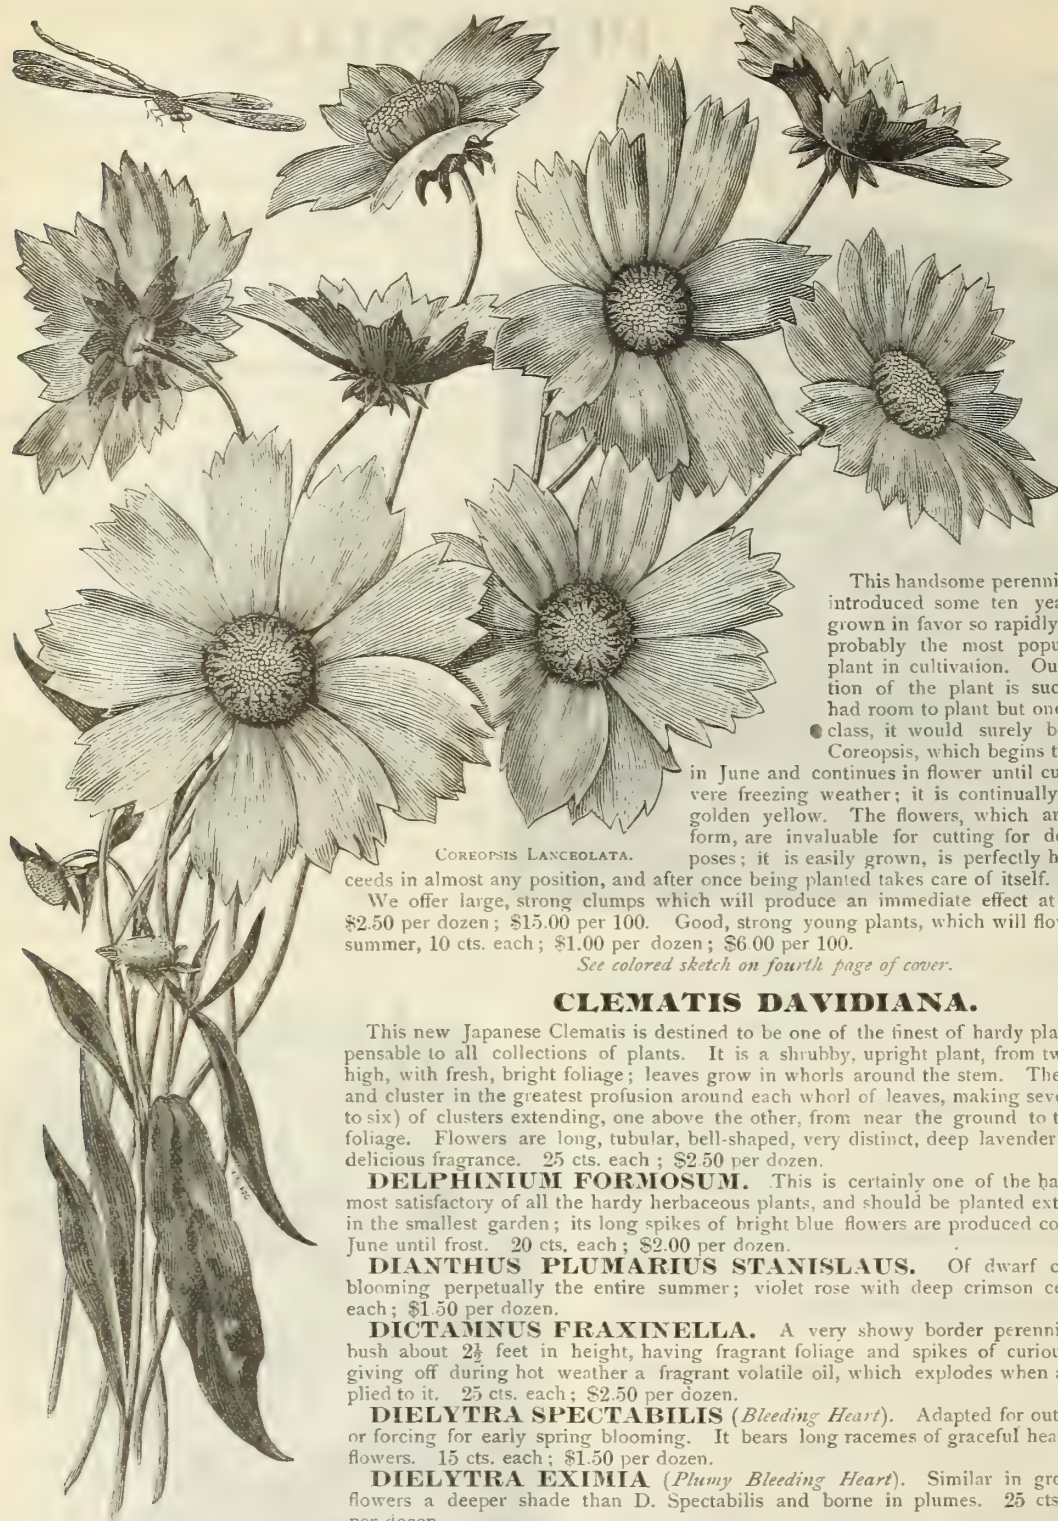 This handsome perenni
introduced some ten yea
grown in favor so rapidly
probably the most popu
plant in cultivation. Ou
tion of the plant is suc
had room to plant but one
class, it would surely b
Coreopsis, which begins t
in June and continues in flower until cu
vere freezing weather; it is continually
golden yellow. The flowers, which ar
form, are invaluable for cutting for de
COREOPSIS LANCEOLATA. poses; it is easily grown, is perfectly h
ceeds in almost any position, and after once being planted takes care of itself.
We offer large, strong clumps which will produce an immediate effect at
$2.50 per dozen; $15.00 per 100. Good, strong young plants, which will flo
summer, 10 cts. each; $1.00 per dozen; $6.00 per 100.
See colored sketch on fourth page of cover.
CLEMATIS DAVIDIANA.
This new Japanese Clematis is destined to be one of the finest of hardy pla
pensable to all collections of plants. It is a shrubby, upright plant, from tw
high, with fresh, bright foliage; leaves grow in whorls around the stem. The
and cluster in the greatest profusion around each whorl of leaves, making seve
to six) of clusters extending, one above the other, from near the ground to t
foliage. Flowers are long, tubular, bell-shaped, very distinct, deep lavender
delicious fragrance. 25 cts. each; $2.50 per dozen.
DELPHINIUM FORMOSUM. This is certainly one of the ha
most satisfactory of all the hardy herbaceous plants, and should be planted ext
in the smallest garden; its long spikes of bright blue flowers are produced co
June until frost. 20 cts. each; $2.00 per dozen.
DIANTHUS PLUMARIUS STANISLAUS. Of dwarf c
blooming perpetually the entire summer; violet rose with deep crimson ce
each; $1.50 per dozen.
DICTAMNUS FRAXINELLA. A very showy border perenni
bush about 2½ feet in height, having fragrant foliage and spikes of curiou
giving off during hot weather a fragrant volatile oil, which explodes when a
plied to it. 25 cts. each; $2.50 per dozen.
DIELYTRA SPECTABILIS (Bleeding Heart). Adapted for out
or forcing for early spring blooming. It bears long racemes of graceful hea
flowers. 15 cts. each; $1.50 per dozen.
DIELYTRA EXIMIA (Plumy Bleeding Heart). Similar in gro
flowers a deeper shade than D. Spectabilis and borne in plumes. 25 cts
per dozen